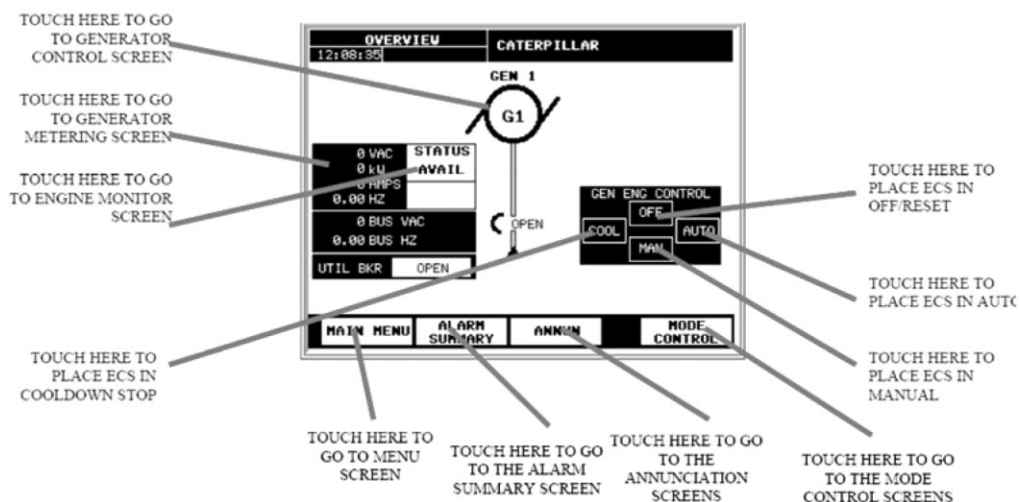 TOUCH HERE TO GO
TO GENERATOR
CONTROL SCREEN
TOUCH HERE TO GO
TO GENERATOR
METERING SCREEN
TOUCH HERE TO GO
TO ENGINE MONITOR
SCREEN
OVERVIEW
12:08:35
CATERPILLAR
GEN 1
G1
0 VAC
0 kW
0 AMPS
0.00 HZ
STATUS
AVAIL
0 BUS VAC
0.00 BUS HZ
UTIL BKR OPEN
OPEN
GEN ENG CONTROL
OFF
COOL
AUTO
MAN
MAIN MENU
ALARM
SUMMARY
ANNUN
MODE
CONTROL
TOUCH HERE TO
PLACE ECS IN
OFF/RESET
TOUCH HERE TO
PLACE ECS IN AUTO
TOUCH HERE TO
PLACE ECS IN
MANUAL
TOUCH HERE TO
PLACE ECS IN
COOLDOWN STOP
TOUCH HERE TO
GO TO MENU
SCREEN
TOUCH HERE TO GO
TO THE ALARM
SUMMARY SCREEN
TOUCH HERE TO GO
TO THE
ANNUNCIATION
SCREENS
TOUCH HERE TO GO
TO THE MODE
CONTROL SCREENS